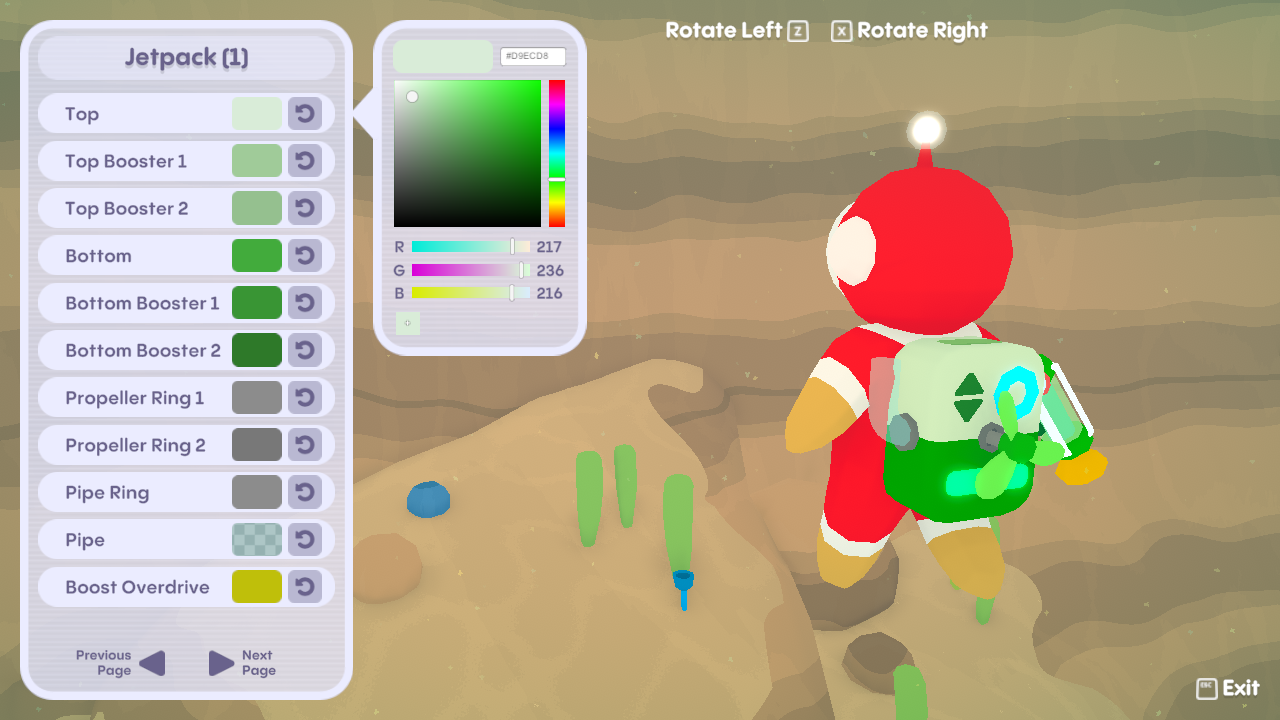 Jetpack (1)
Top
Top Booster 1
Top Booster 2
Bottom
Bottom Booster 1
Bottom Booster 2
Propeller Ring 1
Propeller Ring 2
Pipe Ring
Pipe
Boost Overdrive
Previous
Page
Next
Page
#D9ECD8
R 217
G 236
B 216
Rotate Left Z X Rotate Right
ESC Exit